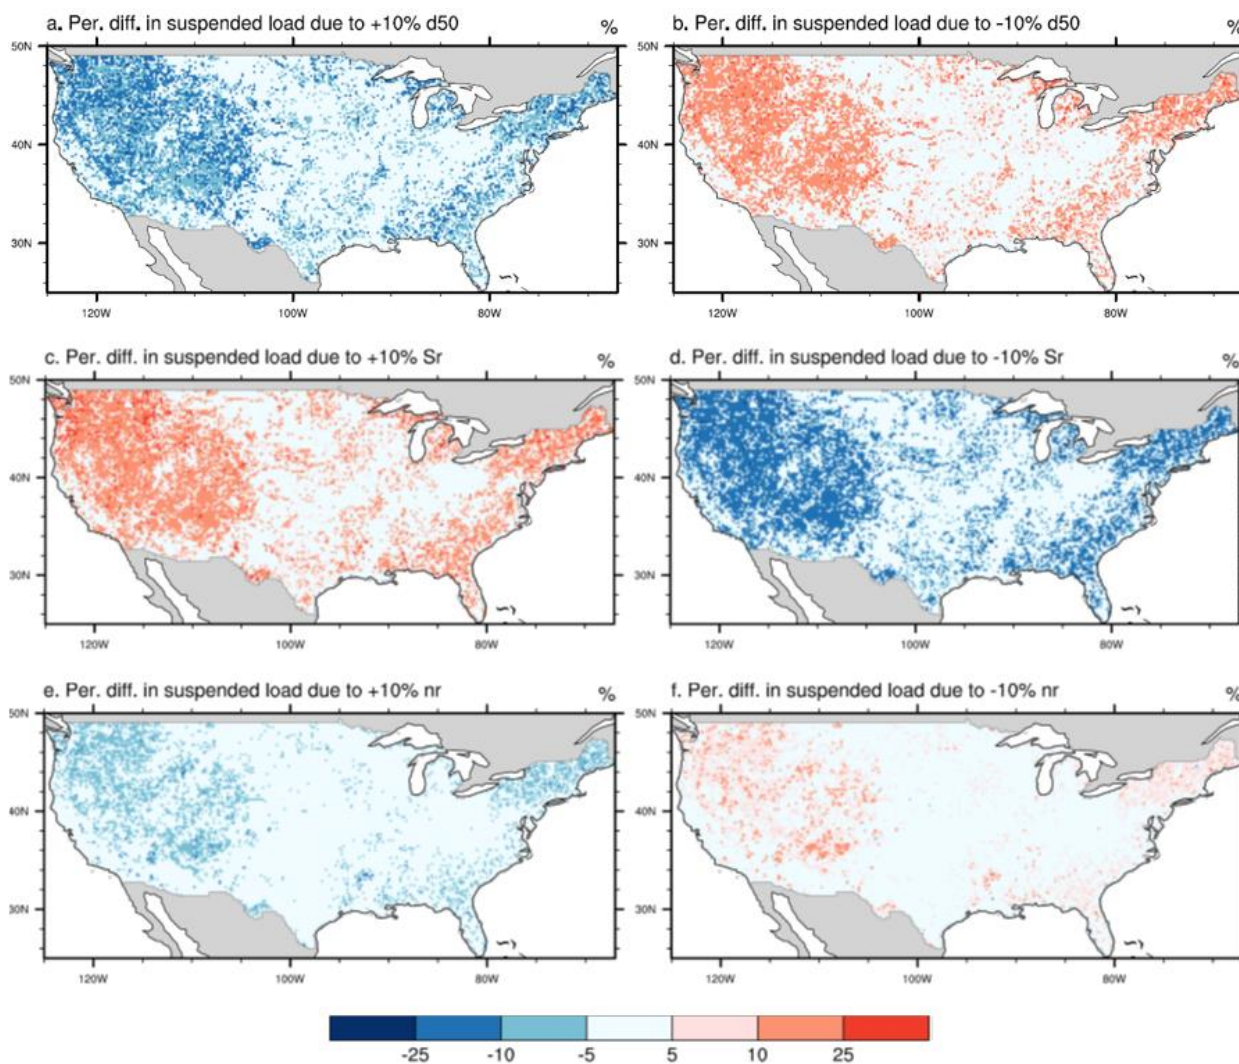 a. Per. diff. in suspended load due to +10% d50 %
b. Per. diff. in suspended load due to -10% d50 %
50N
40N
30N
50N
40N
30N
120W 100W 80W
120W 100W 80W
c. Per. diff. in suspended load due to +10% Sr %
d. Per. diff. in suspended load due to -10% Sr %
50N
40N
30N
50N
40N
30N
120W 100W 80W
120W 100W 80W
e. Per. diff. in suspended load due to +10% nr %
f. Per. diff. in suspended load due to -10% nr %
50N
40N
30N
50N
40N
30N
120W 100W 80W
120W 100W 80W
-25 -10 -5 5 10 25